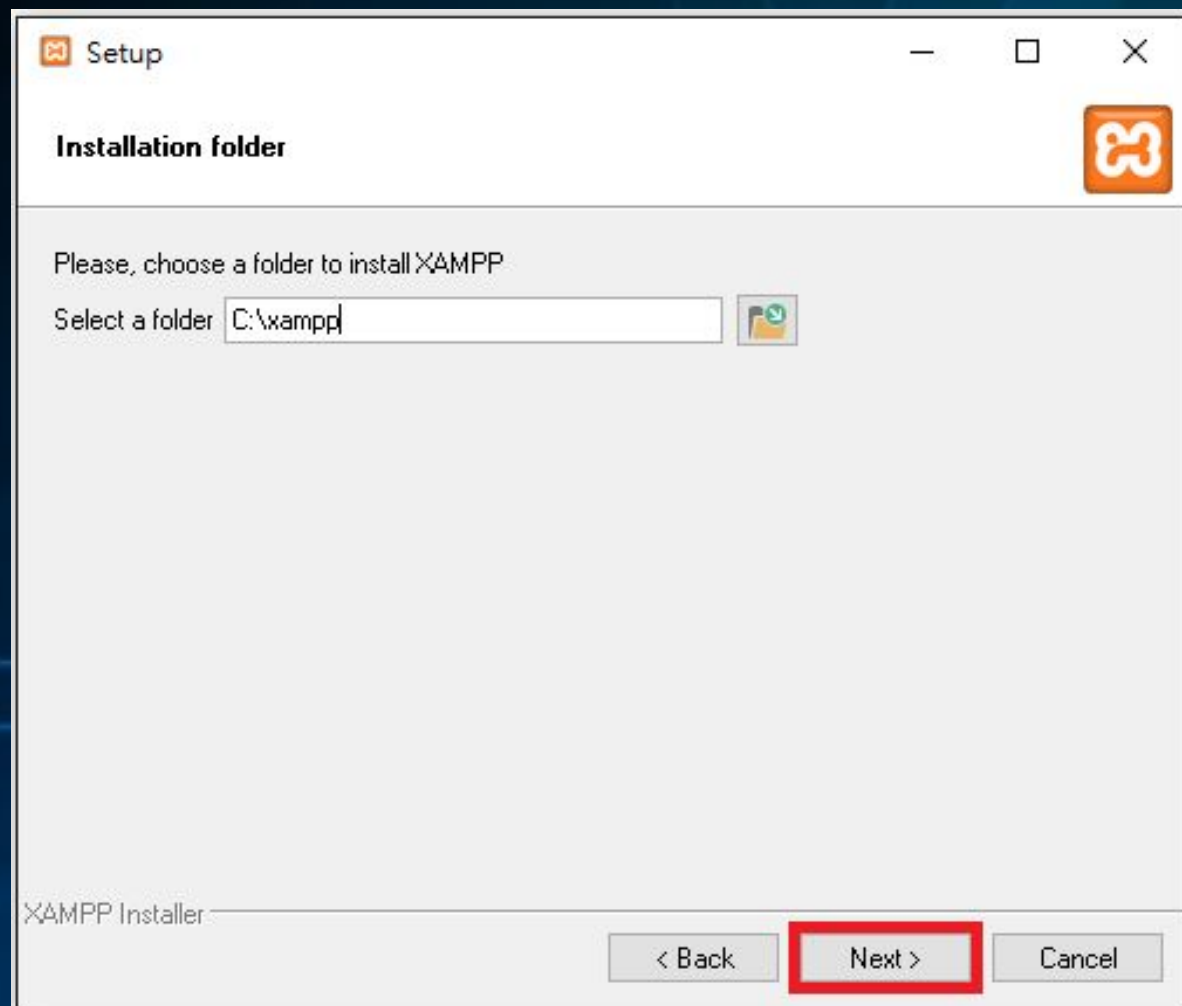 Setup
Installation folder
Please, choose a folder to install XAMPP
Select a folder C:\xampp
XAMPP Installer
< Back Next > Cancel